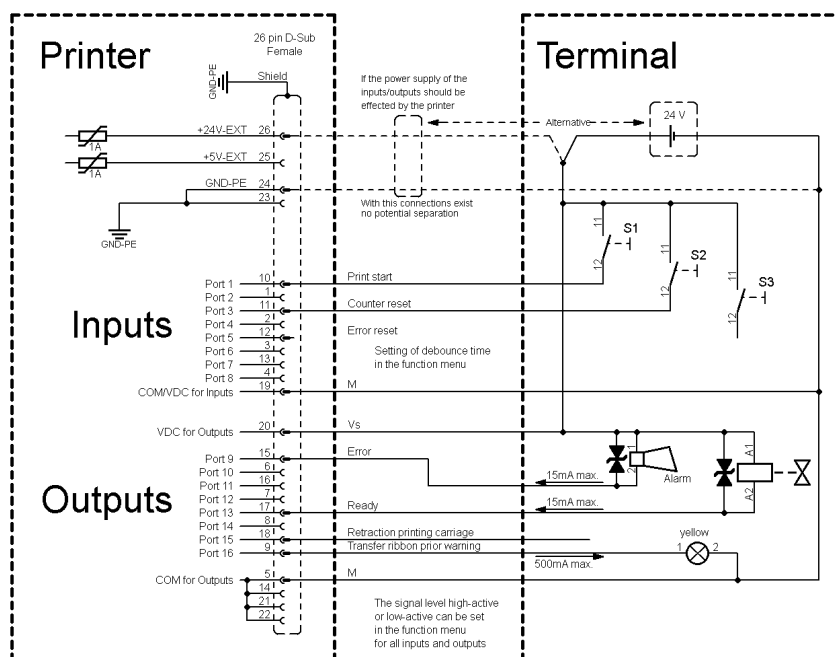 Printer
Terminal
26 pin D-Sub
Female
GND-PE
Shield
If the power supply of the
inputs/outputs should be
effected by the printer
Alternative
24 V
+24V-EXT 26
1A
+5V-EXT 25
1A
GND-PE 24
23
With this connections exist
no potential separation
GND-PE
11
S1
12
11
S2
12
11
S3
12
Inputs
Port 1 10 Print start
Port 2 1
Port 3 11 Counter reset
Port 4 2
Port 5 12 Error reset
Port 6 3
Port 7 13
Port 8 4
Setting of debounce time
in the function menu
COM/VDC for Inputs 19 M
VDC for Outputs 20 Vs
Outputs
Port 9 15 Error
Port 10 6
Port 11 16
Port 12 7
Port 13 17 Ready
Port 14 8
Port 15 18 Retraction printing carriage
Port 16 9 Transfer ribbon prior warning
1
2
Alarm
A1
A2
15mA max.
15mA max.
yellow
1 2
500mA max.
COM for Outputs 5 M
14
21
22
The signal level high-active
or low-active can be set
in the function menu
for all inputs and outputs